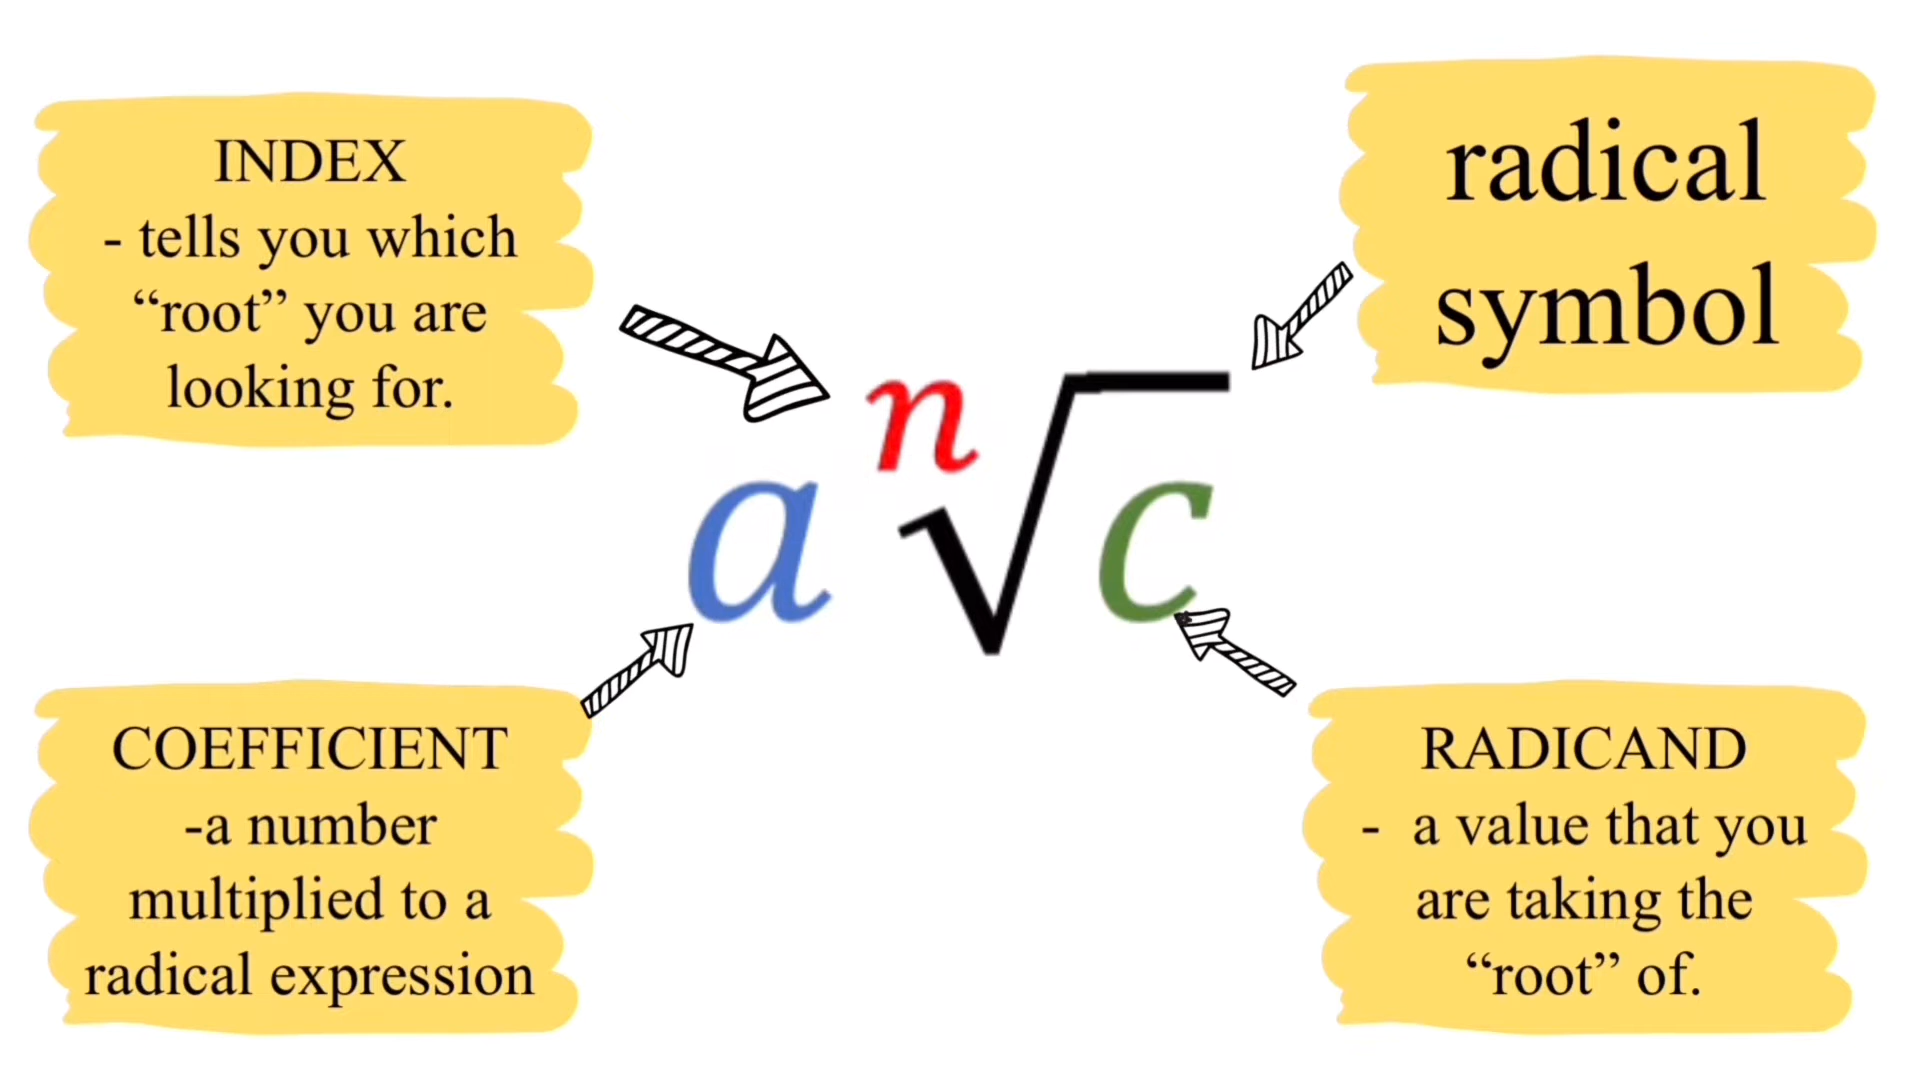 INDEX
- tells you which
“root” you are
looking for.
radical
symbol
a n√c
COEFFICIENT
-a number
multiplied to a
radical expression
RADICAND
- a value that you
are taking the
“root” of.